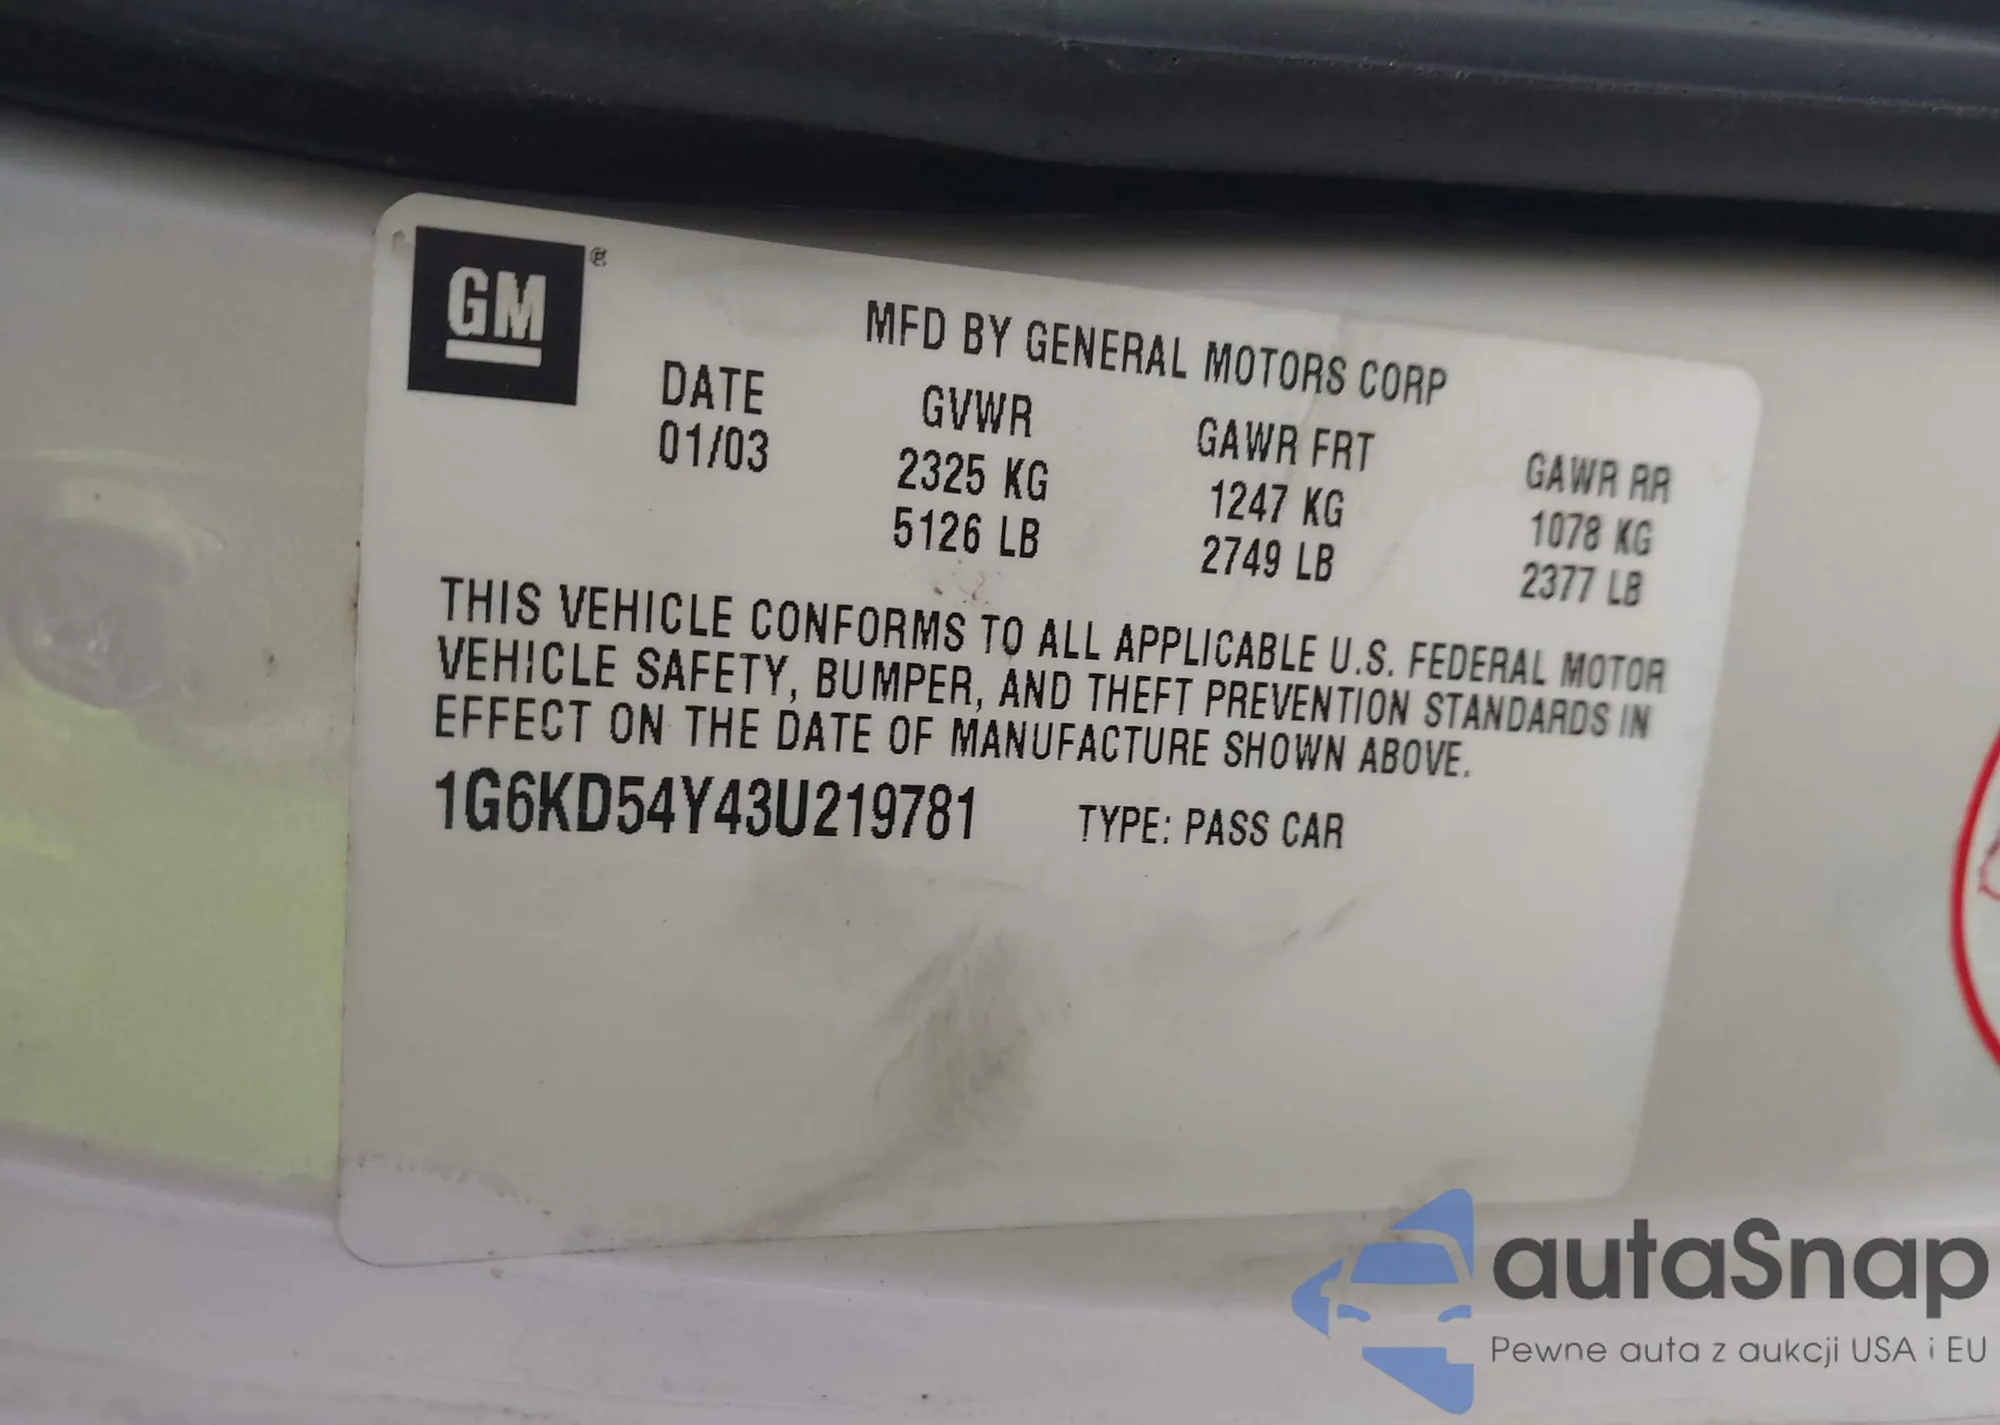 GM ®
MFD BY GENERAL MOTORS CORP
DATE GVWR GAWR FRT GAWR RR
01/03 2325 KG 1247 KG 1078 KG
5126 LB 2749 LB 2377 LB
THIS VEHICLE CONFORMS TO ALL APPLICABLE U.S. FEDERAL MOTOR
VEHICLE SAFETY, BUMPER, AND THEFT PREVENTION STANDARDS IN
EFFECT ON THE DATE OF MANUFACTURE SHOWN ABOVE.
1G6KD54Y43U219781 TYPE: PASS CAR
autaSnap
Pewne auta z aukcji USA i EU